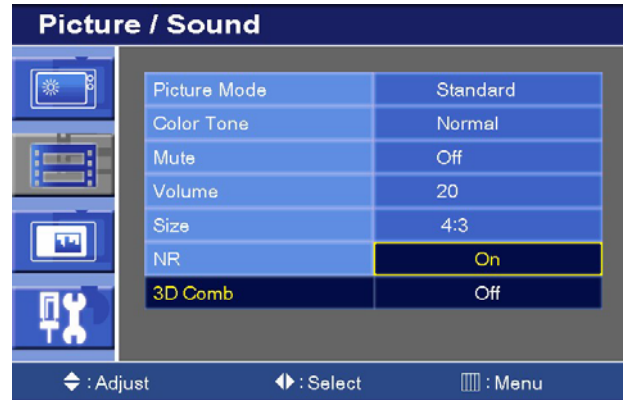 Picture / Sound
Picture Mode Standard
Color Tone Normal
Mute Off
Volume 20
Size 4:3
NR On
3D Comb Off
: Adjust : Select : Menu